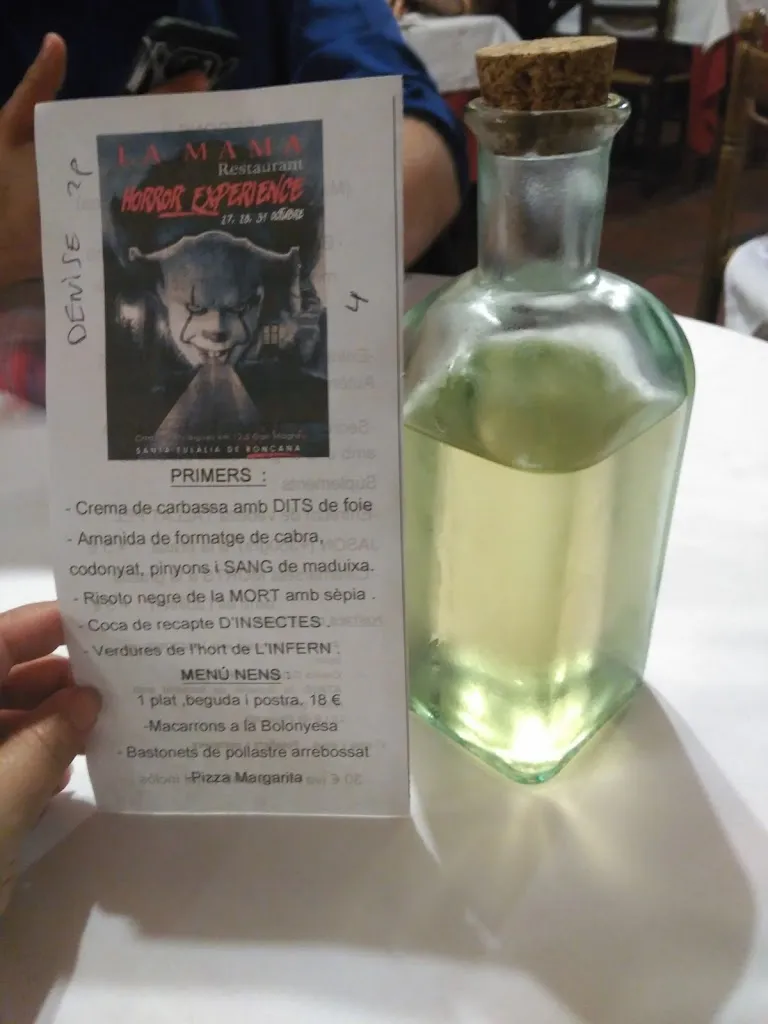 LA MAMA
Restaurant
HORROR EXPERIENCE
27. 28. 31 OCTUBRE
SANTA EULÀLIA DE RONÇANA
DENISE 2P
4
PRIMERS :
- Crema de carbassa amb DITS de foie
- Amanida de formatge de cabra,
codonyat, pinyons i SANG de maduixa.
- Risoto negre de la MORT amb sèpia .
- Coca de recapte D'INSECTES .
- Verdures de l'hort de L'INFERN .
MENÚ NENS :
1 plat ,beguda i postra. 18 €
-Macarrons a la Bolonyesa
- Bastonets de pollastre arrebossat
-Pizza Margarita